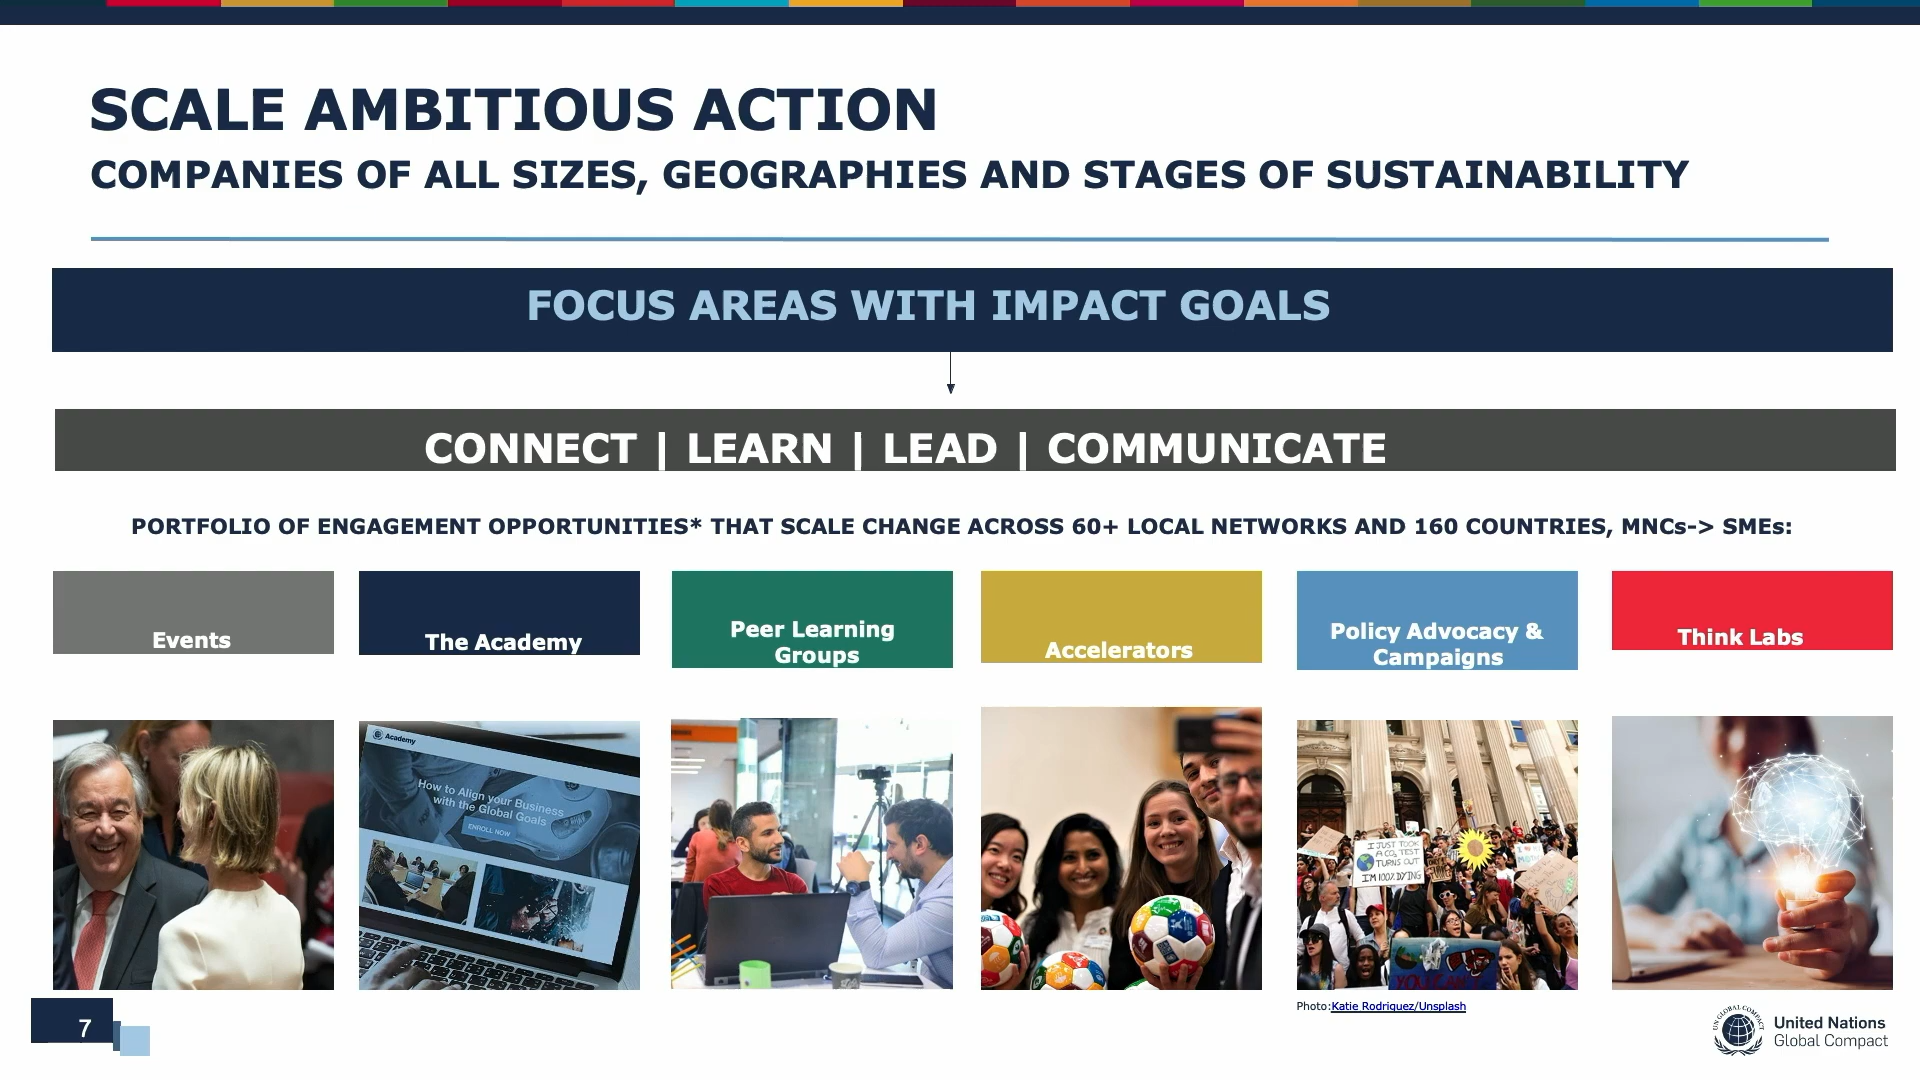 SCALE AMBITIOUS ACTION
COMPANIES OF ALL SIZES, GEOGRAPHIES AND STAGES OF SUSTAINABILITY
FOCUS AREAS WITH IMPACT GOALS
CONNECT | LEARN | LEAD | COMMUNICATE
PORTFOLIO OF ENGAGEMENT OPPORTUNITIES* THAT SCALE CHANGE ACROSS 60+ LOCAL NETWORKS AND 160 COUNTRIES, MNCs-> SMEs:
Events
The Academy
Peer Learning
Groups
Accelerators
Policy Advocacy &
Campaigns
Think Labs
Academy
How to Align your Business
with the Global Goals
ENROLL NOW
I JUST TOOK
A CO2 TEST
TURNS OUT
I'M 100% DYING
Photo:Katie Rodriguez/Unsplash
7
UN GLOBAL COMPACT
United Nations
Global Compact